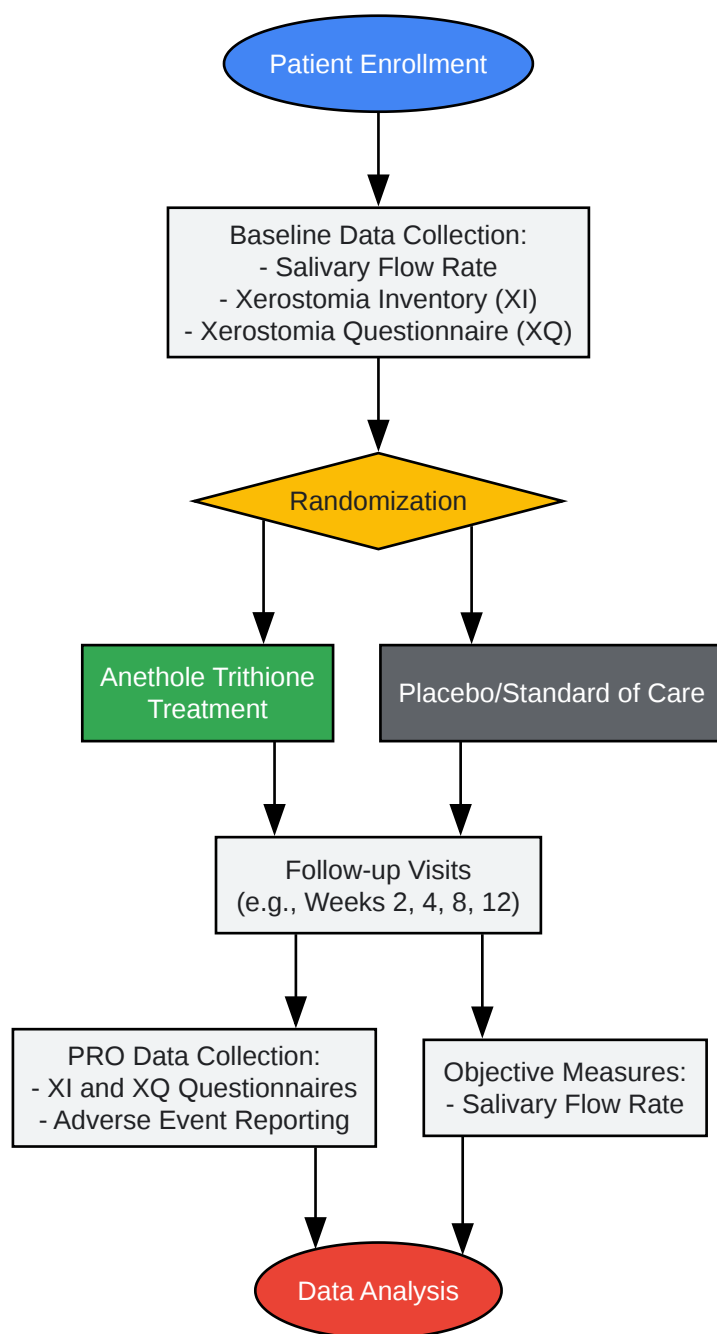 Patient Enrollment
Baseline Data Collection:
- Salivary Flow Rate
- Xerostomia Inventory (XI)
- Xerostomia Questionnaire (XQ)
Randomization
Anethole Trithione
Treatment
Placebo/Standard of Care
Follow-up Visits
(e.g., Weeks 2, 4, 8, 12)
PRO Data Collection:
- XI and XQ Questionnaires
- Adverse Event Reporting
Objective Measures:
- Salivary Flow Rate
Data Analysis